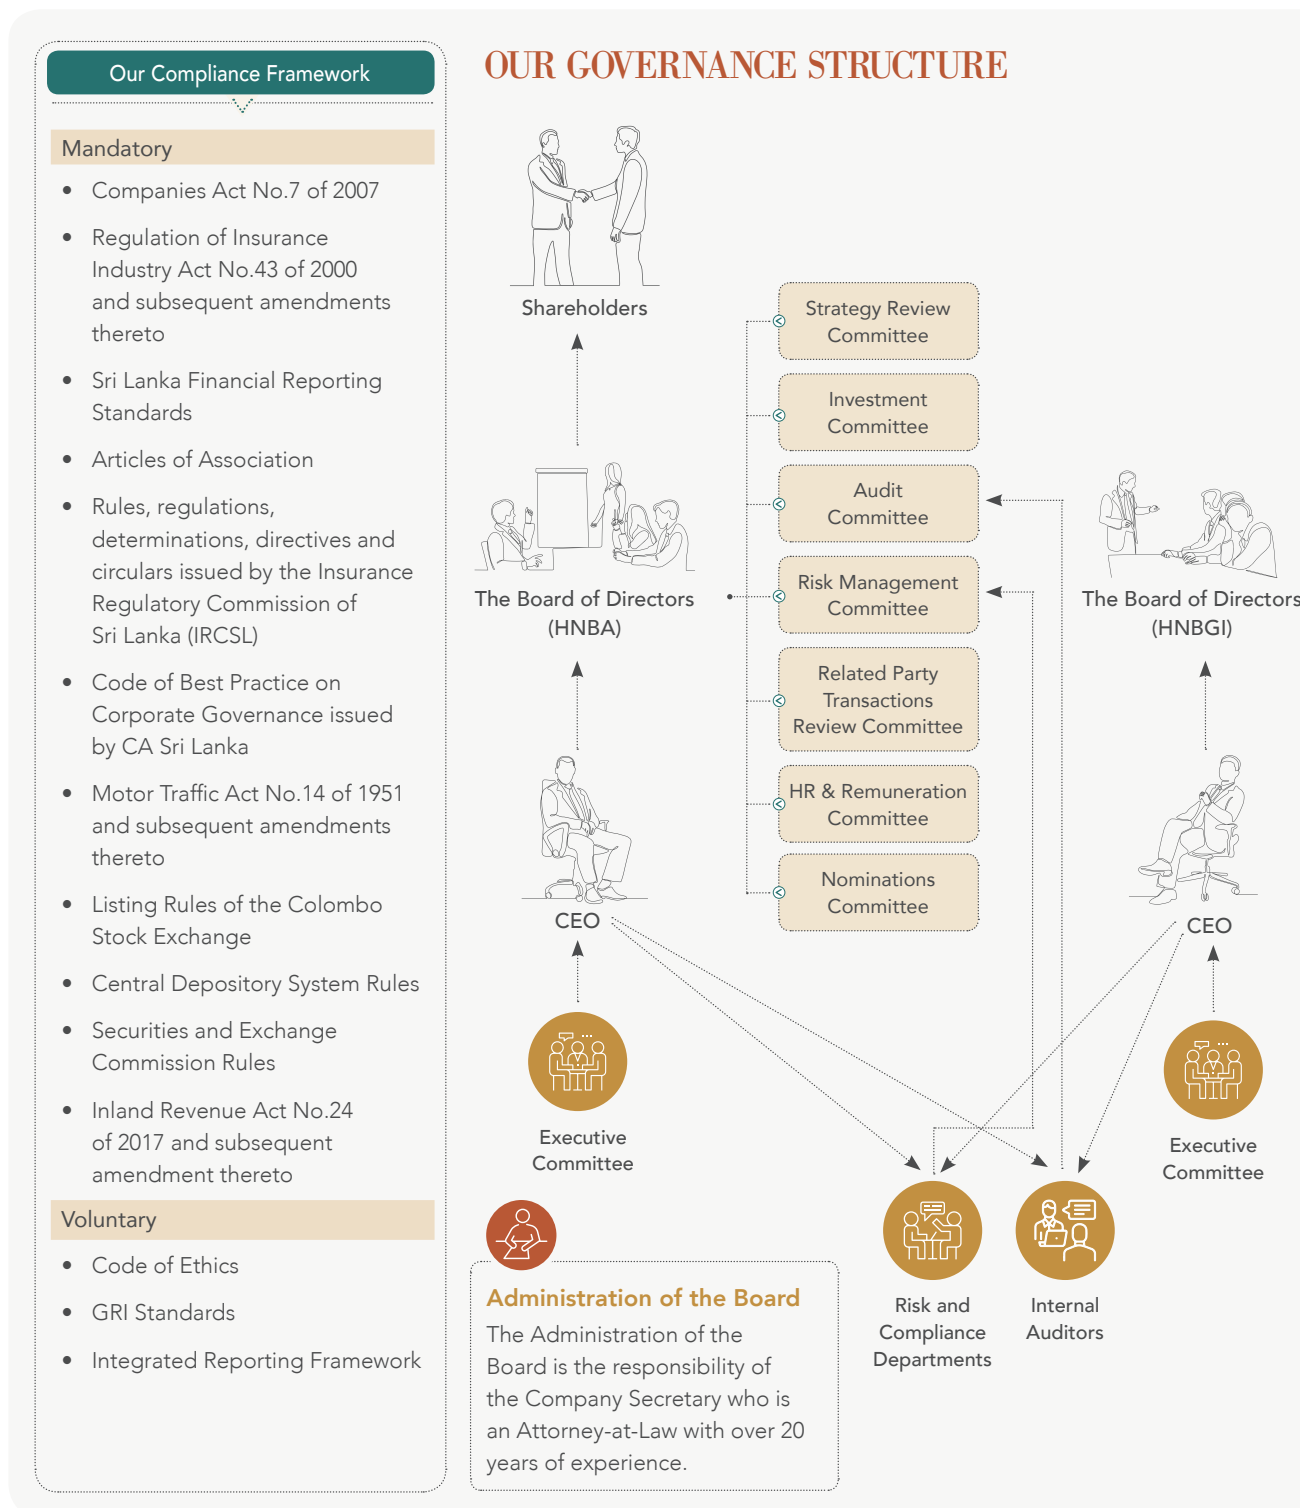 Our Compliance Framework
Mandatory
• Companies Act No.7 of 2007
• Regulation of Insurance
Industry Act No.43 of 2000
and subsequent amendments
thereto
• Sri Lanka Financial Reporting
Standards
• Articles of Association
• Rules, regulations,
determinations, directives and
circulars issued by the Insurance
Regulatory Commission of
Sri Lanka (IRCSL)
• Code of Best Practice on
Corporate Governance issued
by CA Sri Lanka
• Motor Traffic Act No.14 of 1951
and subsequent amendments
thereto
• Listing Rules of the Colombo
Stock Exchange
• Central Depository System Rules
• Securities and Exchange
Commission Rules
• Inland Revenue Act No.24
of 2017 and subsequent
amendment thereto
Voluntary
• Code of Ethics
• GRI Standards
• Integrated Reporting Framework
OUR GOVERNANCE STRUCTURE
Shareholders
The Board of Directors
(HNBA)
CEO
Executive
Committee
Strategy Review
Committee
Investment
Committee
Audit
Committee
Risk Management
Committee
Related Party
Transactions
Review Committee
HR & Remuneration
Committee
Nominations
Committee
The Board of Directors
(HNBGI)
CEO
Executive
Committee
Risk and
Compliance
Departments
Internal
Auditors
Administration of the Board
The Administration of the
Board is the responsibility of
the Company Secretary who is
an Attorney-at-Law with over 20
years of experience.